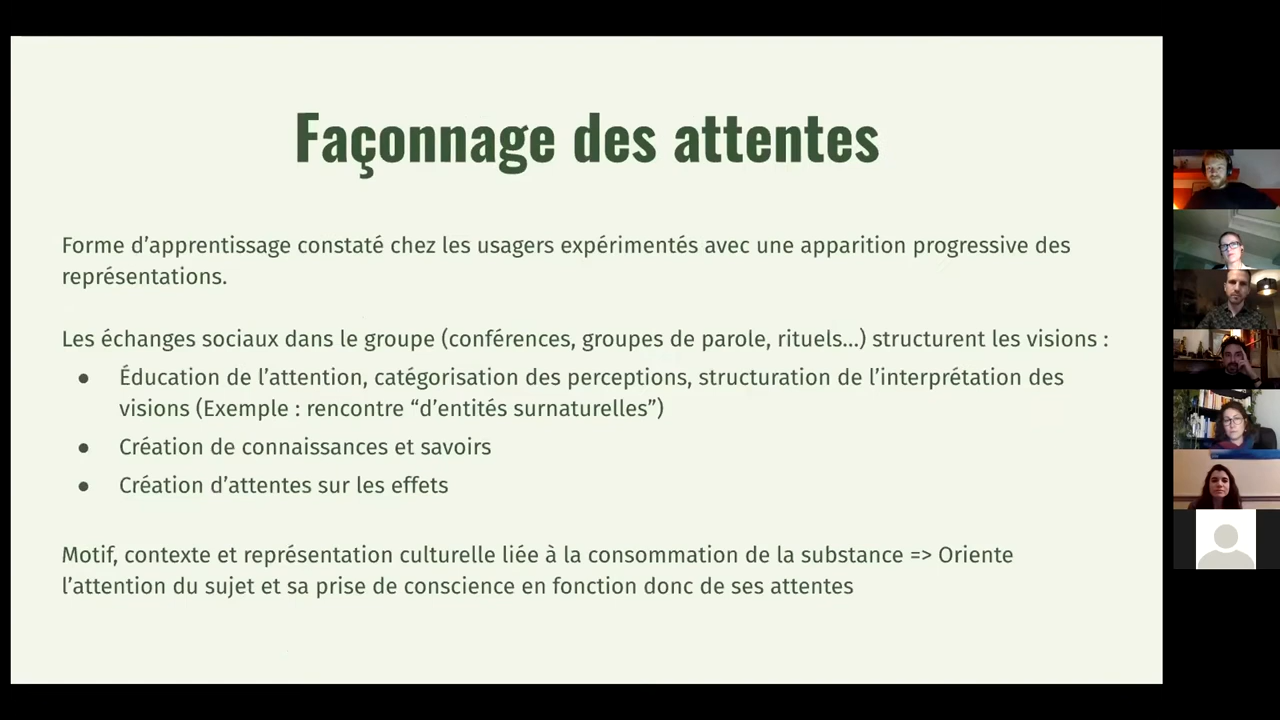 Façonnage des attentes
Forme d’apprentissage constaté chez les usagers expérimentés avec une apparition progressive des
représentations.
Les échanges sociaux dans le groupe (conférences, groupes de parole, rituels...) structurent les visions :
● Éducation de l’attention, catégorisation des perceptions, structuration de l’interprétation des
visions (Exemple : rencontre “d’entités surnaturelles”)
● Création de connaissances et savoirs
● Création d’attentes sur les effets
Motif, contexte et représentation culturelle liée à la consommation de la substance => Oriente
l’attention du sujet et sa prise de conscience en fonction donc de ses attentes